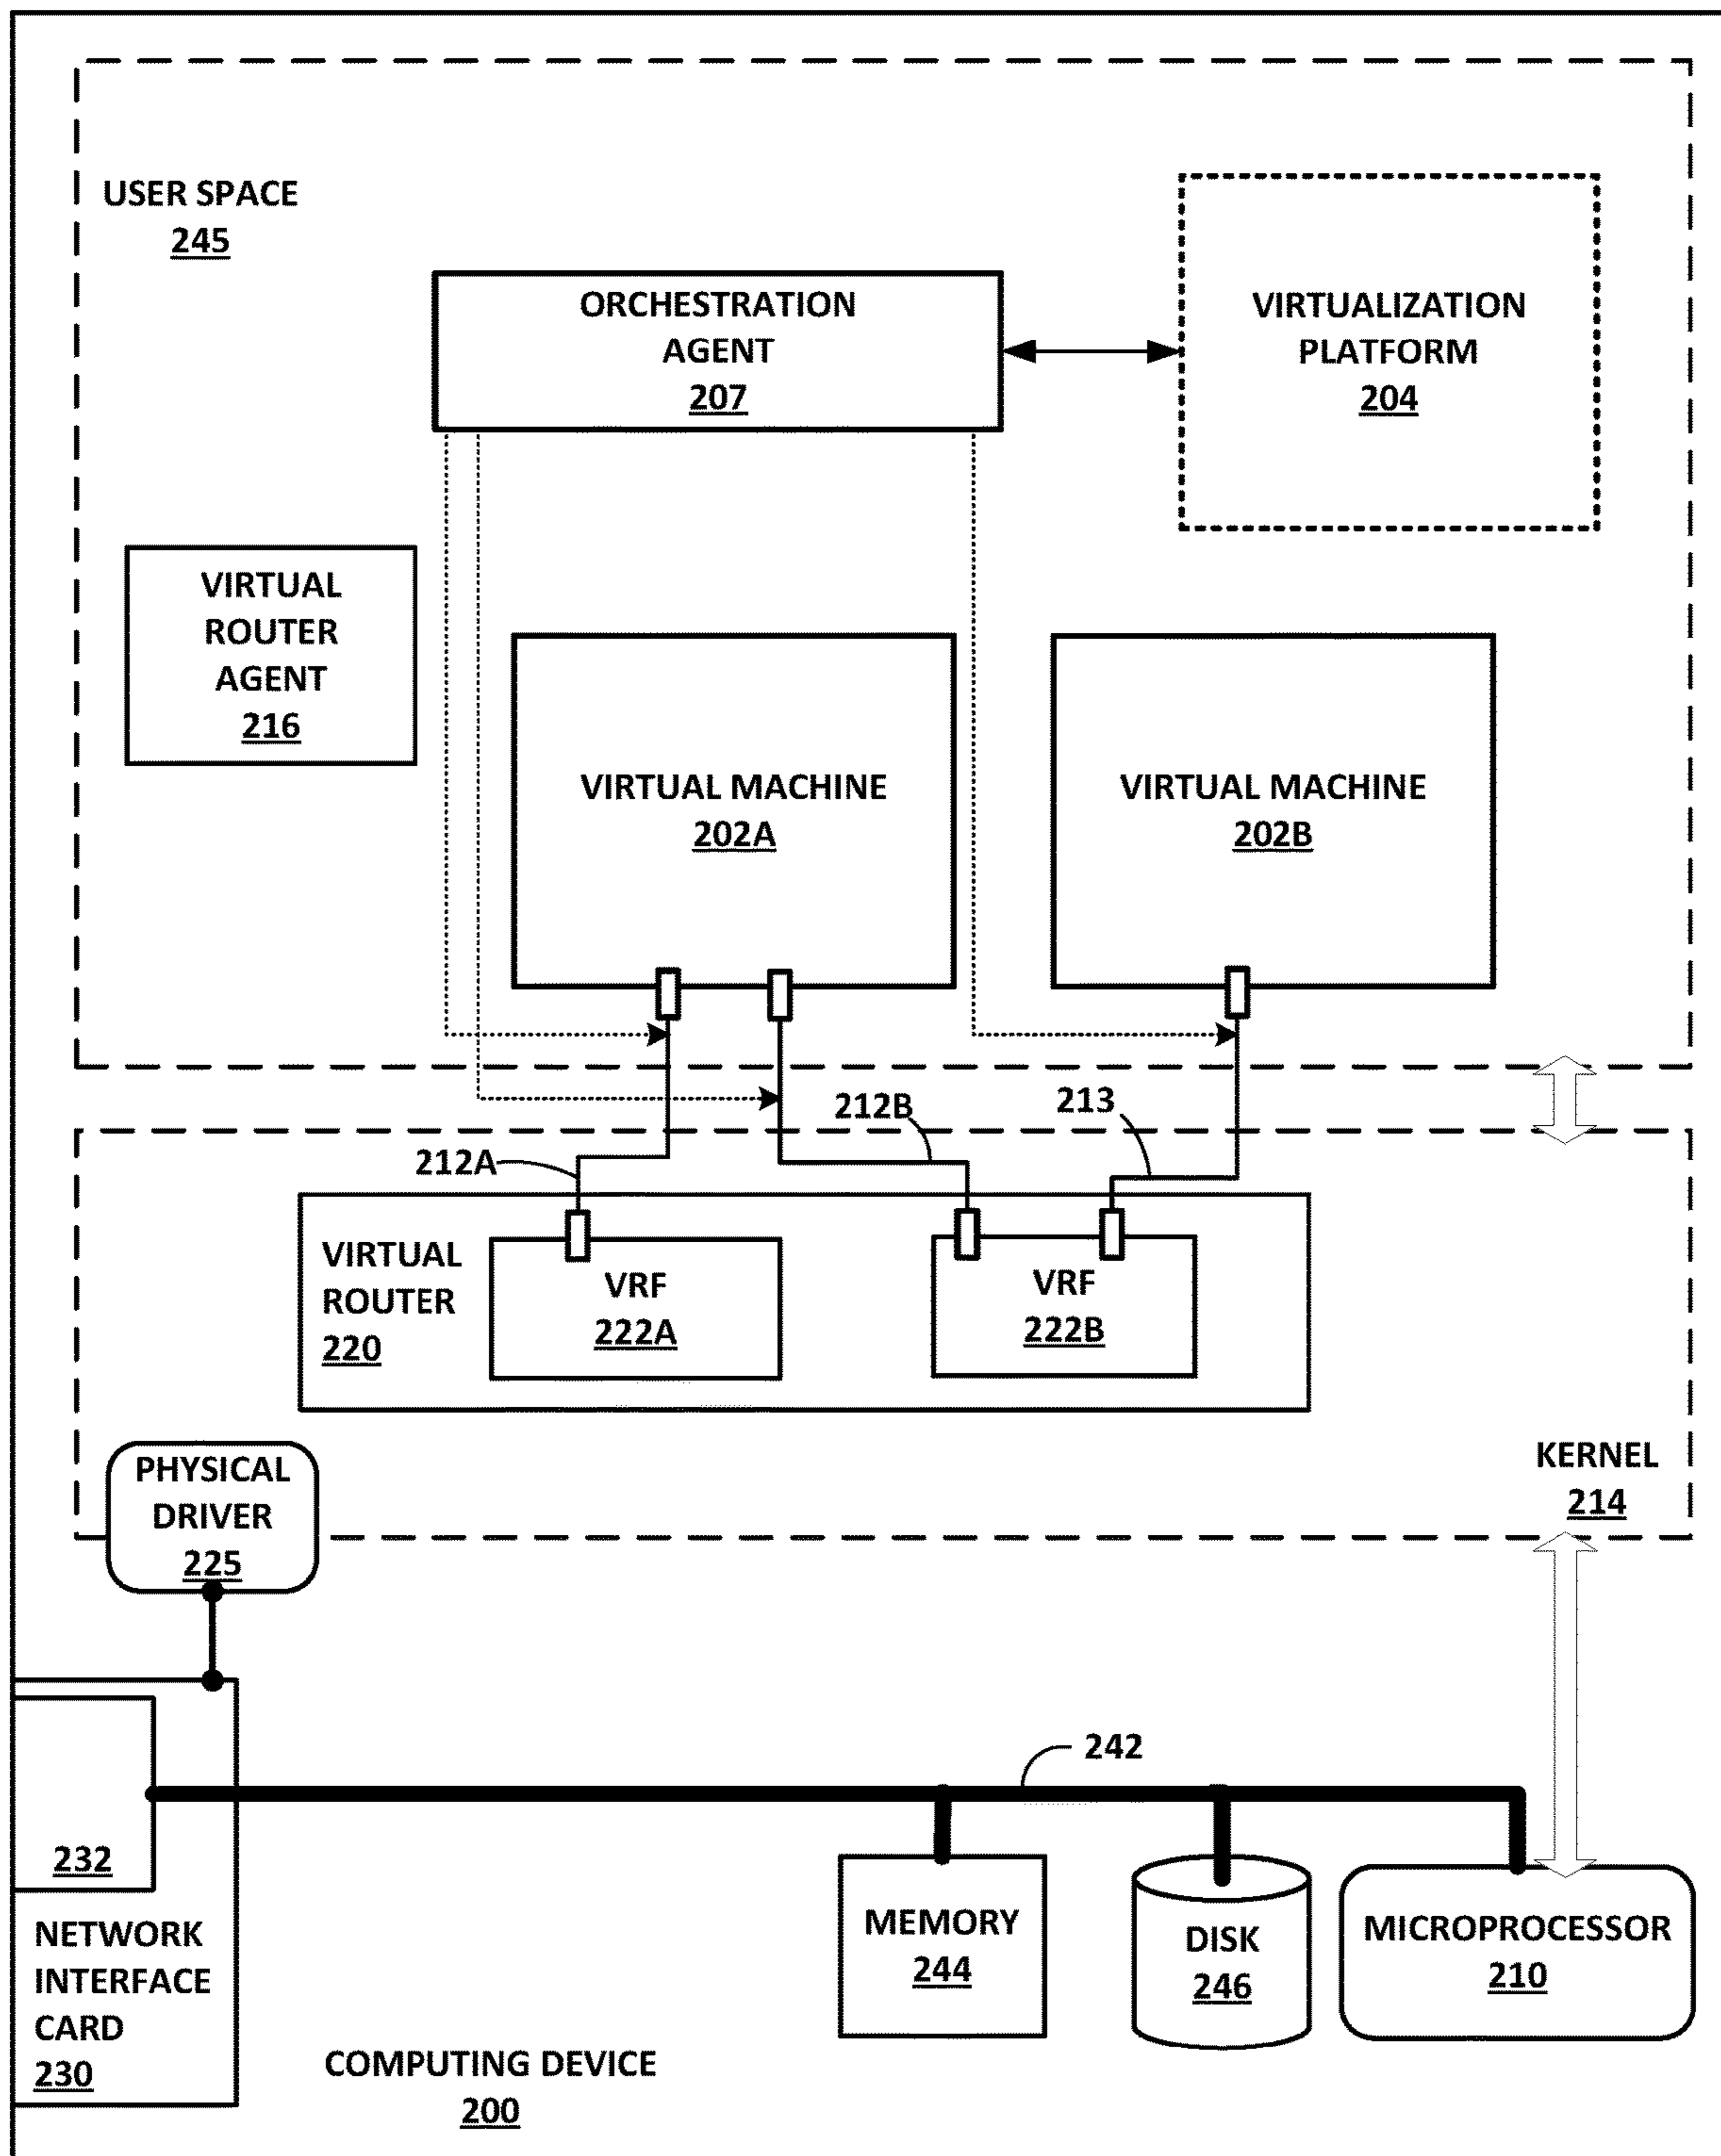 USER SPACE
245
ORCHESTRATION
AGENT
207
VIRTUALIZATION
PLATFORM
204
VIRTUAL
ROUTER
AGENT
216
VIRTUAL MACHINE
202A
VIRTUAL MACHINE
202B
212A
212B
213
VIRTUAL
ROUTER
220
VRF
222A
VRF
222B
KERNEL
214
PHYSICAL
DRIVER
225
242
232
NETWORK
INTERFACE
CARD
230
MEMORY
244
DISK
246
MICROPROCESSOR
210
COMPUTING DEVICE
200